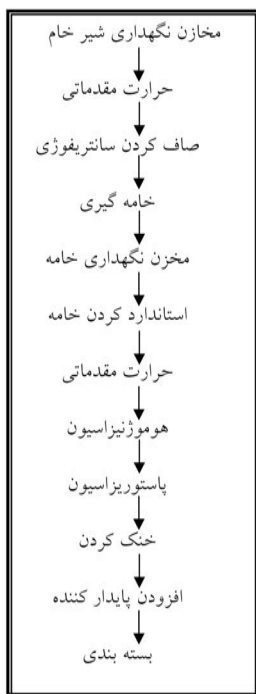 مخازن نگهداری شیر خام
حرارت مقدماتی
صاف کردن سانتریفوژی
خامه گیری
مخزن نگهداری خامه
استاندارد کردن خامه
حرارت مقدماتی
هوموژنیزاسیون
پاستوریزاسیون
خنک کردن
افزودن پایدار کننده
بسته بندی